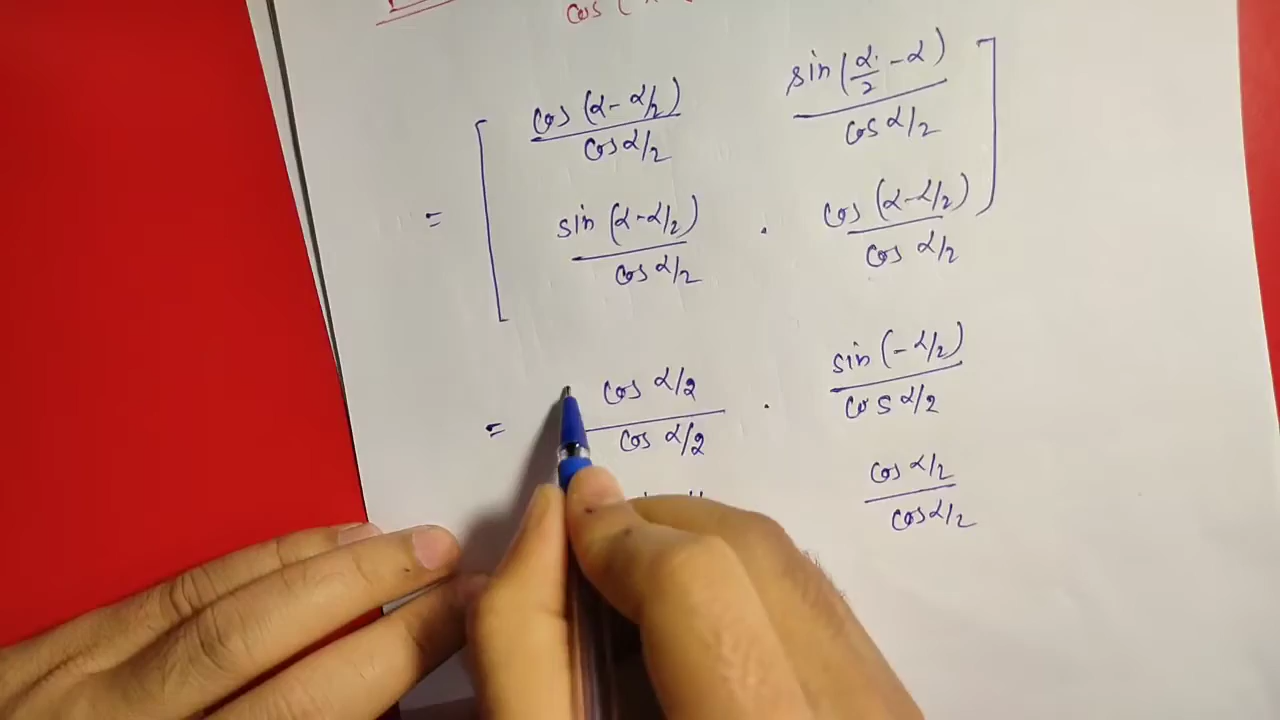 cos (
cos (α - α/2) / cos α/2    sin (α/2 - α) / cos α/2
= sin (α - α/2) / cos α/2 . cos (α - α/2) / cos α/2
= cos α/2 / cos α/2 . sin (- α/2) / cos α/2
cos α/2 / cos α/2